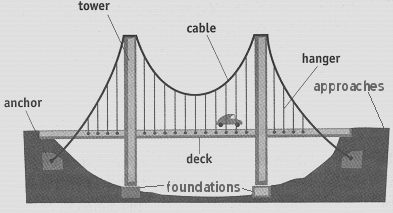 tower
cable
hanger
approaches
anchor
deck
foundations